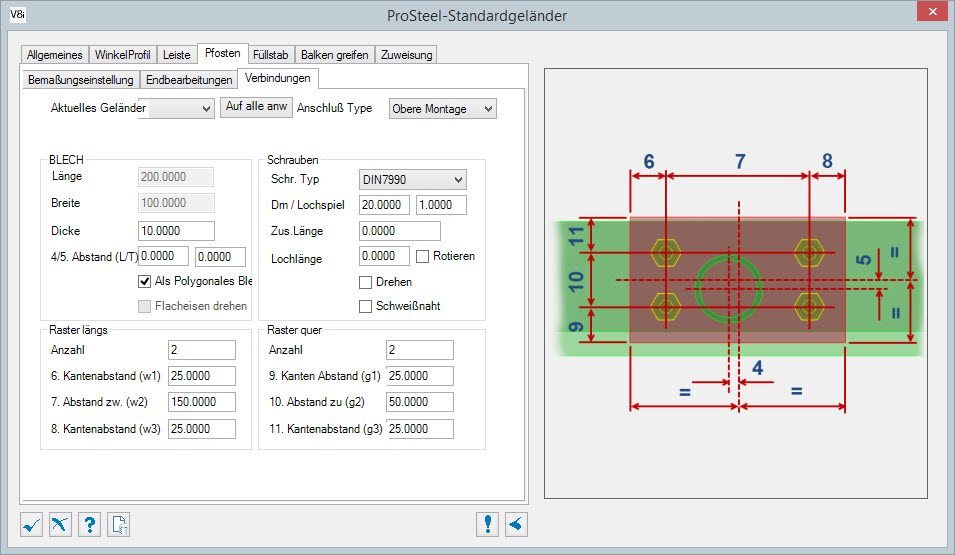 V8i
ProSteel-Standardgeländer
Allgemeines WinkelProfil Leiste Pfosten Füllstab Balken greifen Zuweisung
Bemaßungseinstellung Endbearbeitungen Verbindungen
Aktuelles Geländer Auf alle anw Anschluß Type Obere Montage
BLECH
Länge 200.0000
Breite 100.0000
Dicke 10.0000
4/5. Abstand (L/T) 0.0000 0.0000
Als Polygonales Ble
Flacheisen drehen
Schrauben
Schr. Typ DIN7990
Dm / Lochspiel 20.0000 1.0000
Zus.Länge 0.0000
Lochlänge 0.0000 Rotieren
Drehen
Schweißnaht
Raster längs
Anzahl 2
6. Kantenabstand (w1) 25.0000
7. Abstand zw. (w2) 150.0000
8. Kantenabstand (w3) 25.0000
Raster quer
Anzahl 2
9. Kanten Abstand (g1) 25.0000
10. Abstand zu (g2) 50.0000
11. Kantenabstand (g3) 25.0000
6 7 8
11
10
9
5
=
=
4
= =